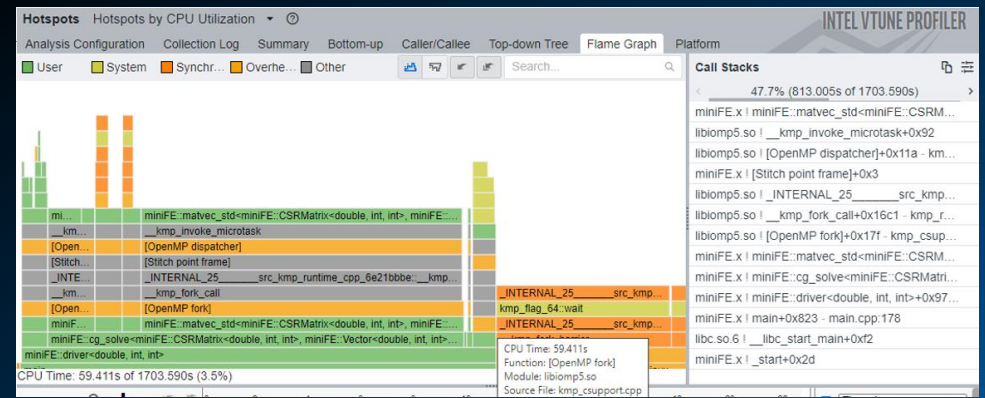 Hotspots Hotspots by CPU Utilization
INTEL VTUNE PROFILER
Analysis Configuration Collection Log Summary Bottom-up Caller/Callee Top-down Tree Flame Graph Platform
User System Synchr... Overhe... Other Search...
mi... miniFE::matvec_std<miniFE::CSRMatrix<double, int, int>, miniFE::...
__km... __kmp_invoke_microtask
[Open... [OpenMP dispatcher]
[Stitch... [Stitch point frame]
_INTE... _INTERNAL_25_______src_kmp_runtime_cpp_6e21bbbe::__kmp...
__km... __kmp_fork_call _INTERNAL_25_______src_kmp...
[Open... [OpenMP fork] kmp_flag_64::wait
miniF... miniFE::matvec_std<miniFE::CSRMatrix<double, int, int>, miniFE::... _INTERNAL_25_______src_kmp...
miniFE::cg_solve<miniFE::CSRMatrix<double, int, int>, miniFE::Vector<double, int, int>...
miniFE::driver<double, int, int>
CPU Time: 59.411s of 1703.590s (3.5%)
CPU Time: 59.411s
Function: [OpenMP fork]
Module: libiomp5.so
Source File: kmp_csupport.cpp
Call Stacks
47.7% (813.005s of 1703.590s)
miniFE.x ! miniFE::matvec_std<miniFE::CSRM...
libiomp5.so ! __kmp_invoke_microtask+0x92
libiomp5.so ! [OpenMP dispatcher]+0x11a - km...
miniFE.x ! [Stitch point frame]+0x3
libiomp5.so ! _INTERNAL_25_______src_kmp...
libiomp5.so ! __kmp_fork_call+0x16c1 - kmp_r...
libiomp5.so ! [OpenMP fork]+0x17f - kmp_csup...
miniFE.x ! miniFE::matvec_std<miniFE::CSRM...
miniFE.x ! miniFE::cg_solve<miniFE::CSRMatri...
miniFE.x ! miniFE::driver<double, int, int>+0x97...
miniFE.x ! main+0x823 - main.cpp:178
libc.so.6 ! __libc_start_main+0xf2
miniFE.x ! _start+0x2d